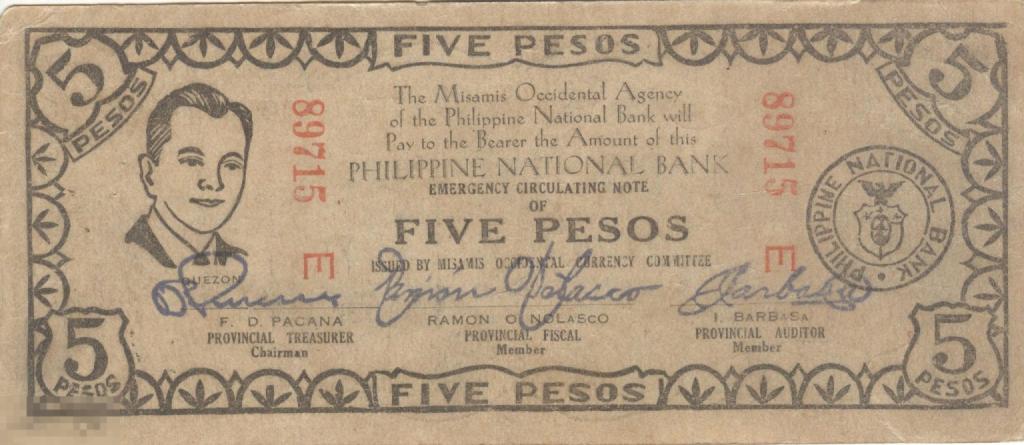 FIVE PESOS
5 PESOS
5 PESOS
The Misamis Occidental Agency
of the Philippine National Bank will
Pay to the Bearer the Amount of this
PHILIPPINE NATIONAL BANK
EMERGENCY CIRCULATING NOTE
OF
FIVE PESOS
ISSUED BY MISAMIS OCCIDENTAL CURRENCY COMMITTEE
89715 E
89715 E
PHILIPPINE NATIONAL BANK
QUEZON
F. D. PACANA
PROVINCIAL TREASURER
Chairman
RAMON O. NOLASCO
PROVINCIAL FISCAL
Member
I. BARBASA
PROVINCIAL AUDITOR
Member
5 PESOS
FIVE PESOS
5 PESOS